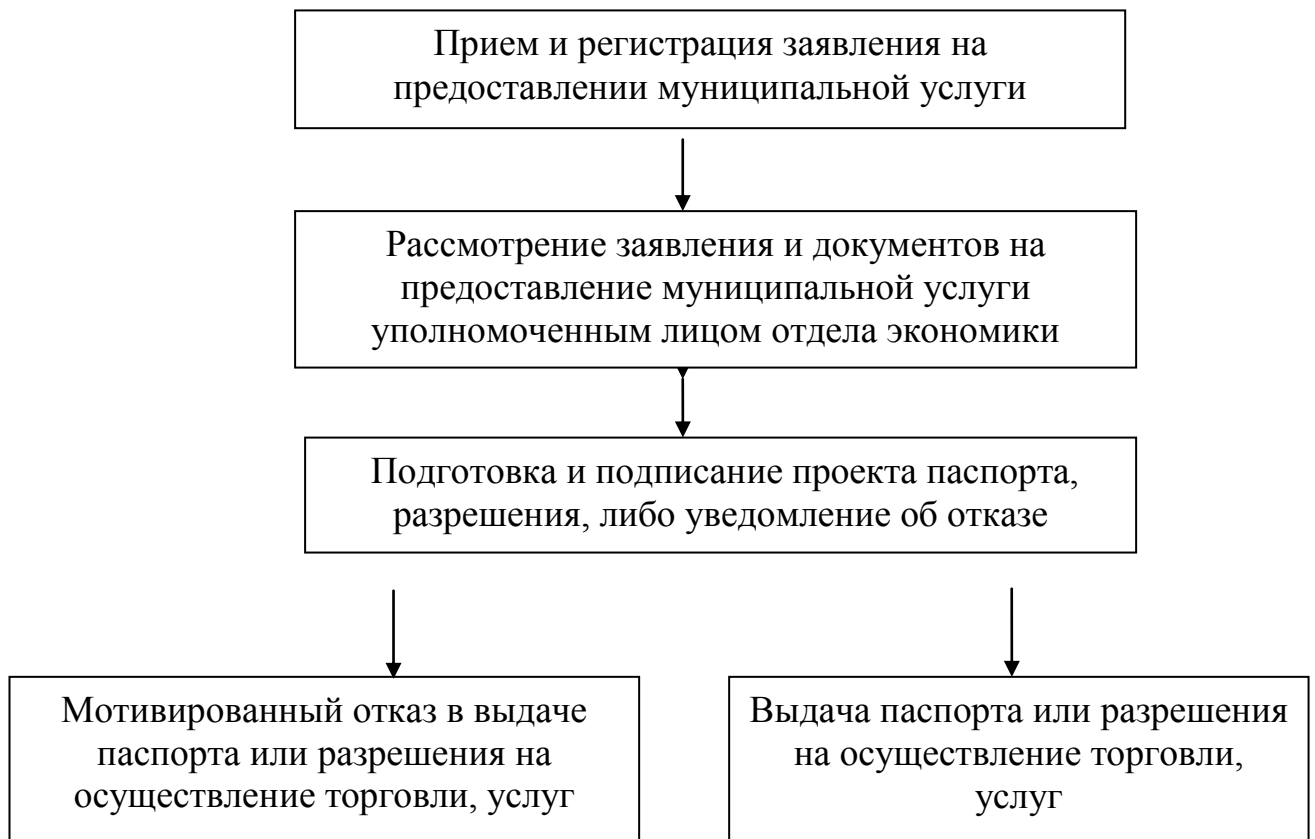 Прием и регистрация заявления на
предоставлении муниципальной услуги
Рассмотрение заявления и документов на
предоставление муниципальной услуги
уполномоченным лицом отдела экономики
Подготовка и подписание проекта паспорта,
разрешения, либо уведомление об отказе
Мотивированный отказ в выдаче
паспорта или разрешения на
осуществление торговли, услуг
Выдача паспорта или разрешения
на осуществление торговли,
услуг